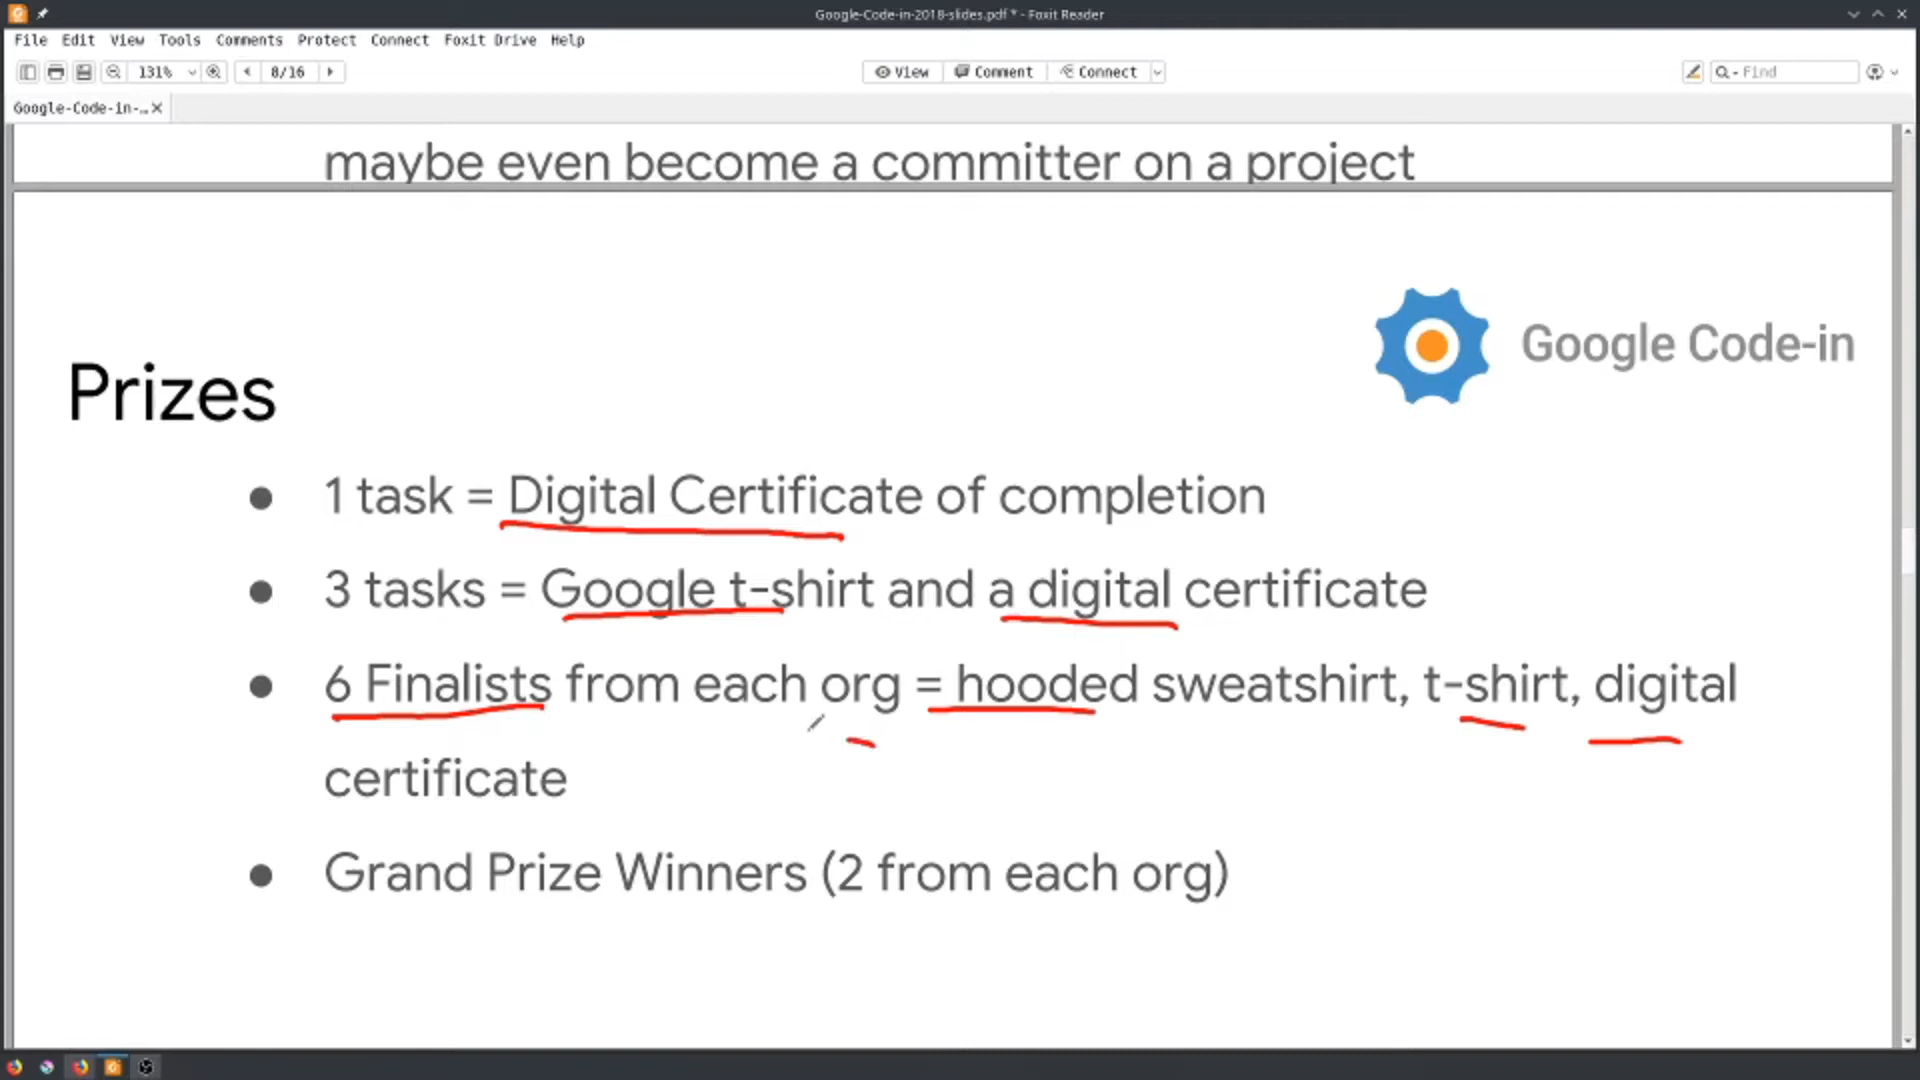 Google-Code-in-2018-slides.pdf * - Foxit Reader
File Edit View Tools Comments Protect Connect Foxit Drive Help
131% 8/16 View Comment Connect Find
Google-Code-in-…
maybe even become a committer on a project
Google Code-in
Prizes
● 1 task = Digital Certificate of completion
● 3 tasks = Google t-shirt and a digital certificate
● 6 Finalists from each org = hooded sweatshirt, t-shirt, digital
certificate
● Grand Prize Winners (2 from each org)